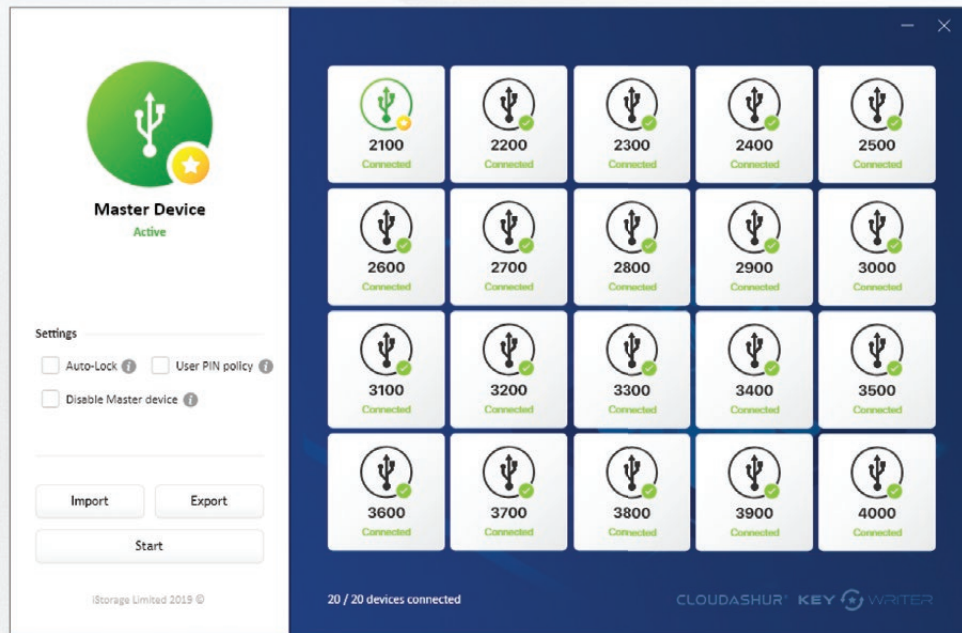 Master Device
Active
Settings
Auto-Lock
User PIN policy
Disable Master device
Import
Export
Start
iStorage Limited 2019 ©
2100 2200 2300 2400 2500
Connected Connected Connected Connected Connected
2600 2700 2800 2900 3000
Connected Connected Connected Connected Connected
3100 3200 3300 3400 3500
Connected Connected Connected Connected Connected
3600 3700 3800 3900 4000
Connected Connected Connected Connected Connected
20 / 20 devices connected
CLOUDASHUR® KEY WRITER